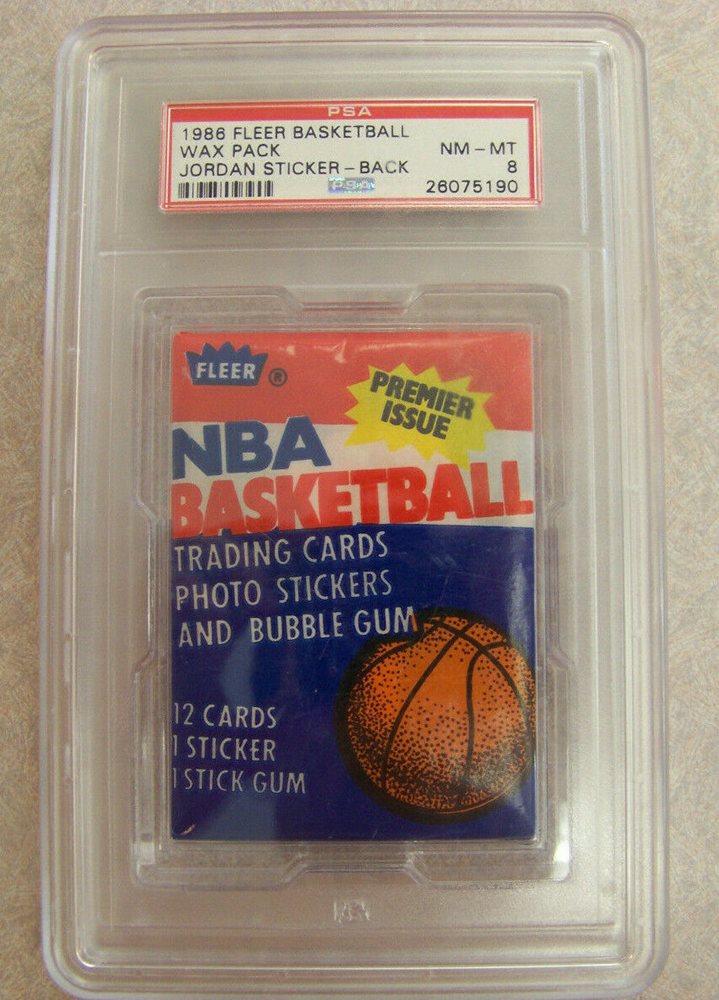 PSA
1986 FLEER BASKETBALL
WAX PACK NM-MT
JORDAN STICKER-BACK 8
26075190
PSA
FLEER ®
PREMIER
ISSUE
NBA
BASKETBALL
TRADING CARDS
PHOTO STICKERS
AND BUBBLE GUM
12 CARDS
1 STICKER
1 STICK GUM